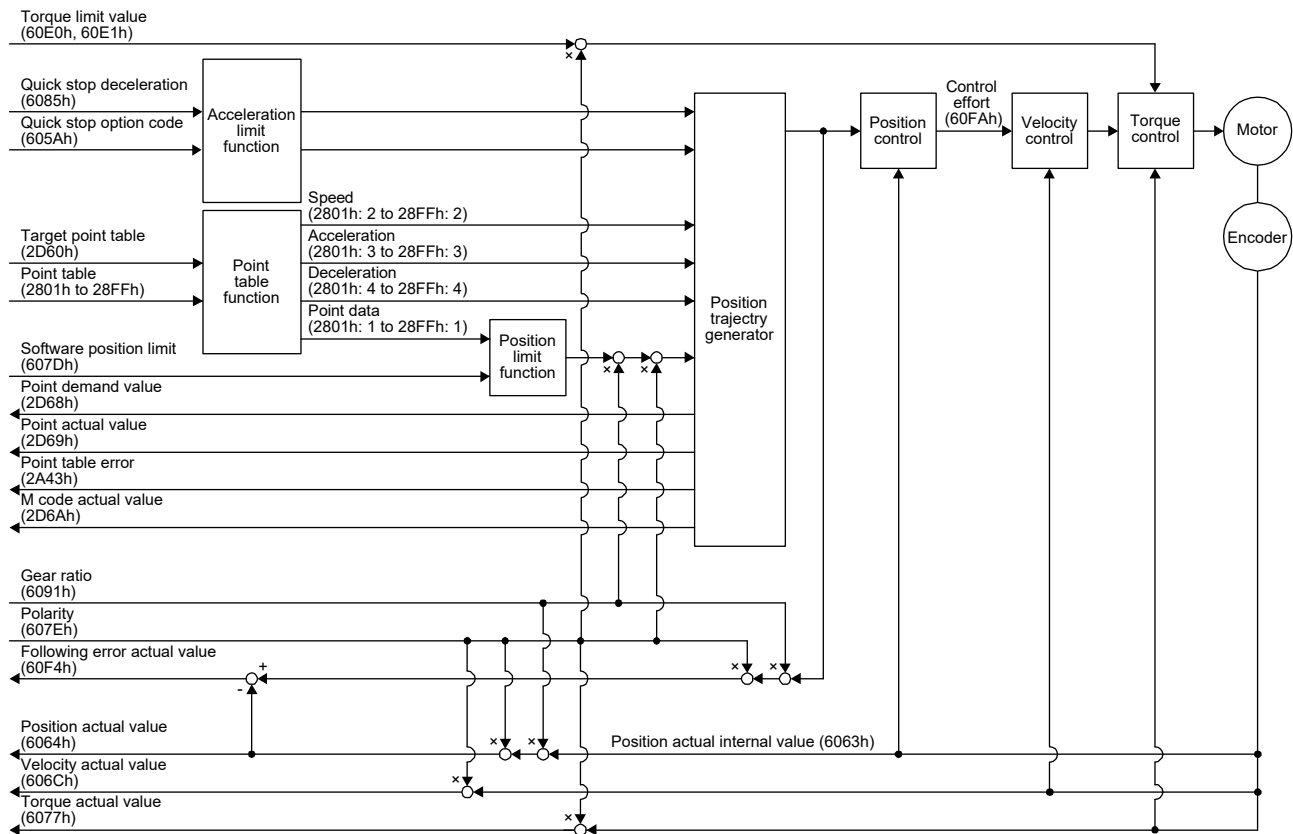 Torque limit value
(60E0h, 60E1h)
×
Quick stop deceleration
(6085h)
Quick stop option code
(605Ah)
Acceleration
limit
function
Control
effort
(60FAh)
Position
control
Velocity
control
Torque
control
Motor
Encoder
Target point table
(2D60h)
Point table
(2801h to 28FFh)
Point
table
function
Speed
(2801h: 2 to 28FFh: 2)
Acceleration
(2801h: 3 to 28FFh: 3)
Deceleration
(2801h: 4 to 28FFh: 4)
Point data
(2801h: 1 to 28FFh: 1)
Position
limit
function
× ×
Position
trajectry
generator
Software position limit
(607Dh)
Point demand value
(2D68h)
Point actual value
(2D69h)
Point table error
(2A43h)
M code actual value
(2D6Ah)
Gear ratio
(6091h)
Polarity
(607Eh)
Following error actual value
(60F4h)
+
-
× ×
Position actual value
(6064h)
× ×
Position actual internal value (6063h)
Velocity actual value
(606Ch)
×
Torque actual value
(6077h)
×